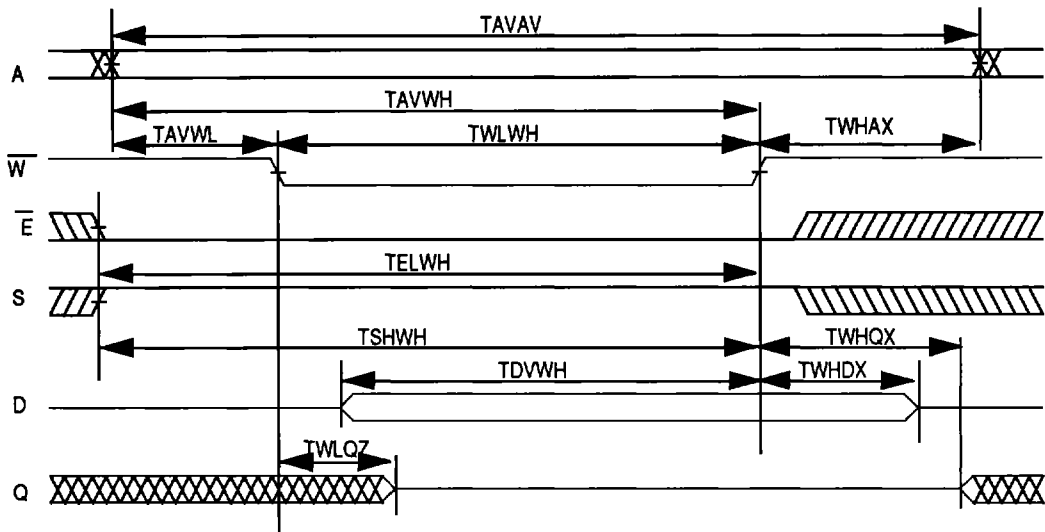 TAVAV
A
TAVWH
TAVWL TWLWH TWHAX
W
E
TELWH
S
TSHWH TWHQX
TDVWH TWHDX
D
TWLQZ
Q